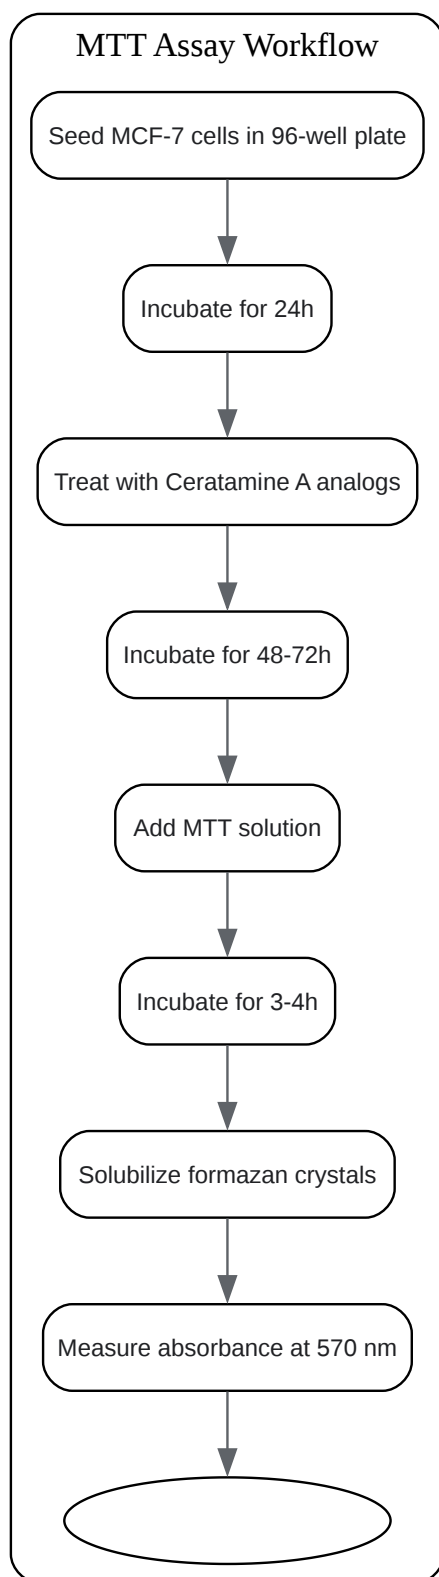 MTT Assay Workflow
Seed MCF-7 cells in 96-well plate
Incubate for 24h
Treat with Ceratamine A analogs
Incubate for 48-72h
Add MTT solution
Incubate for 3-4h
Solubilize formazan crystals
Measure absorbance at 570 nm